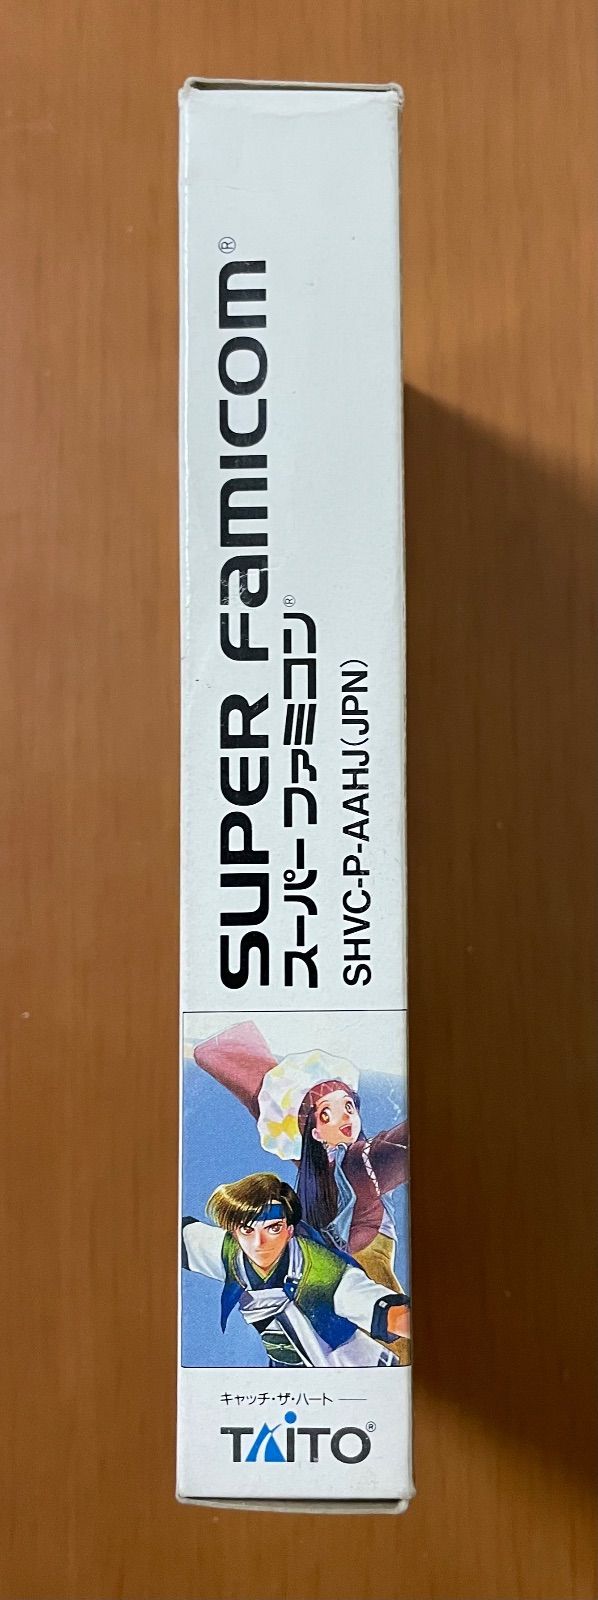 SUPER Famicom®
スーパーファミコン®
SHVC-P-AAHJ(JPN)
キャッチ・ザ・ハート
TAITO®